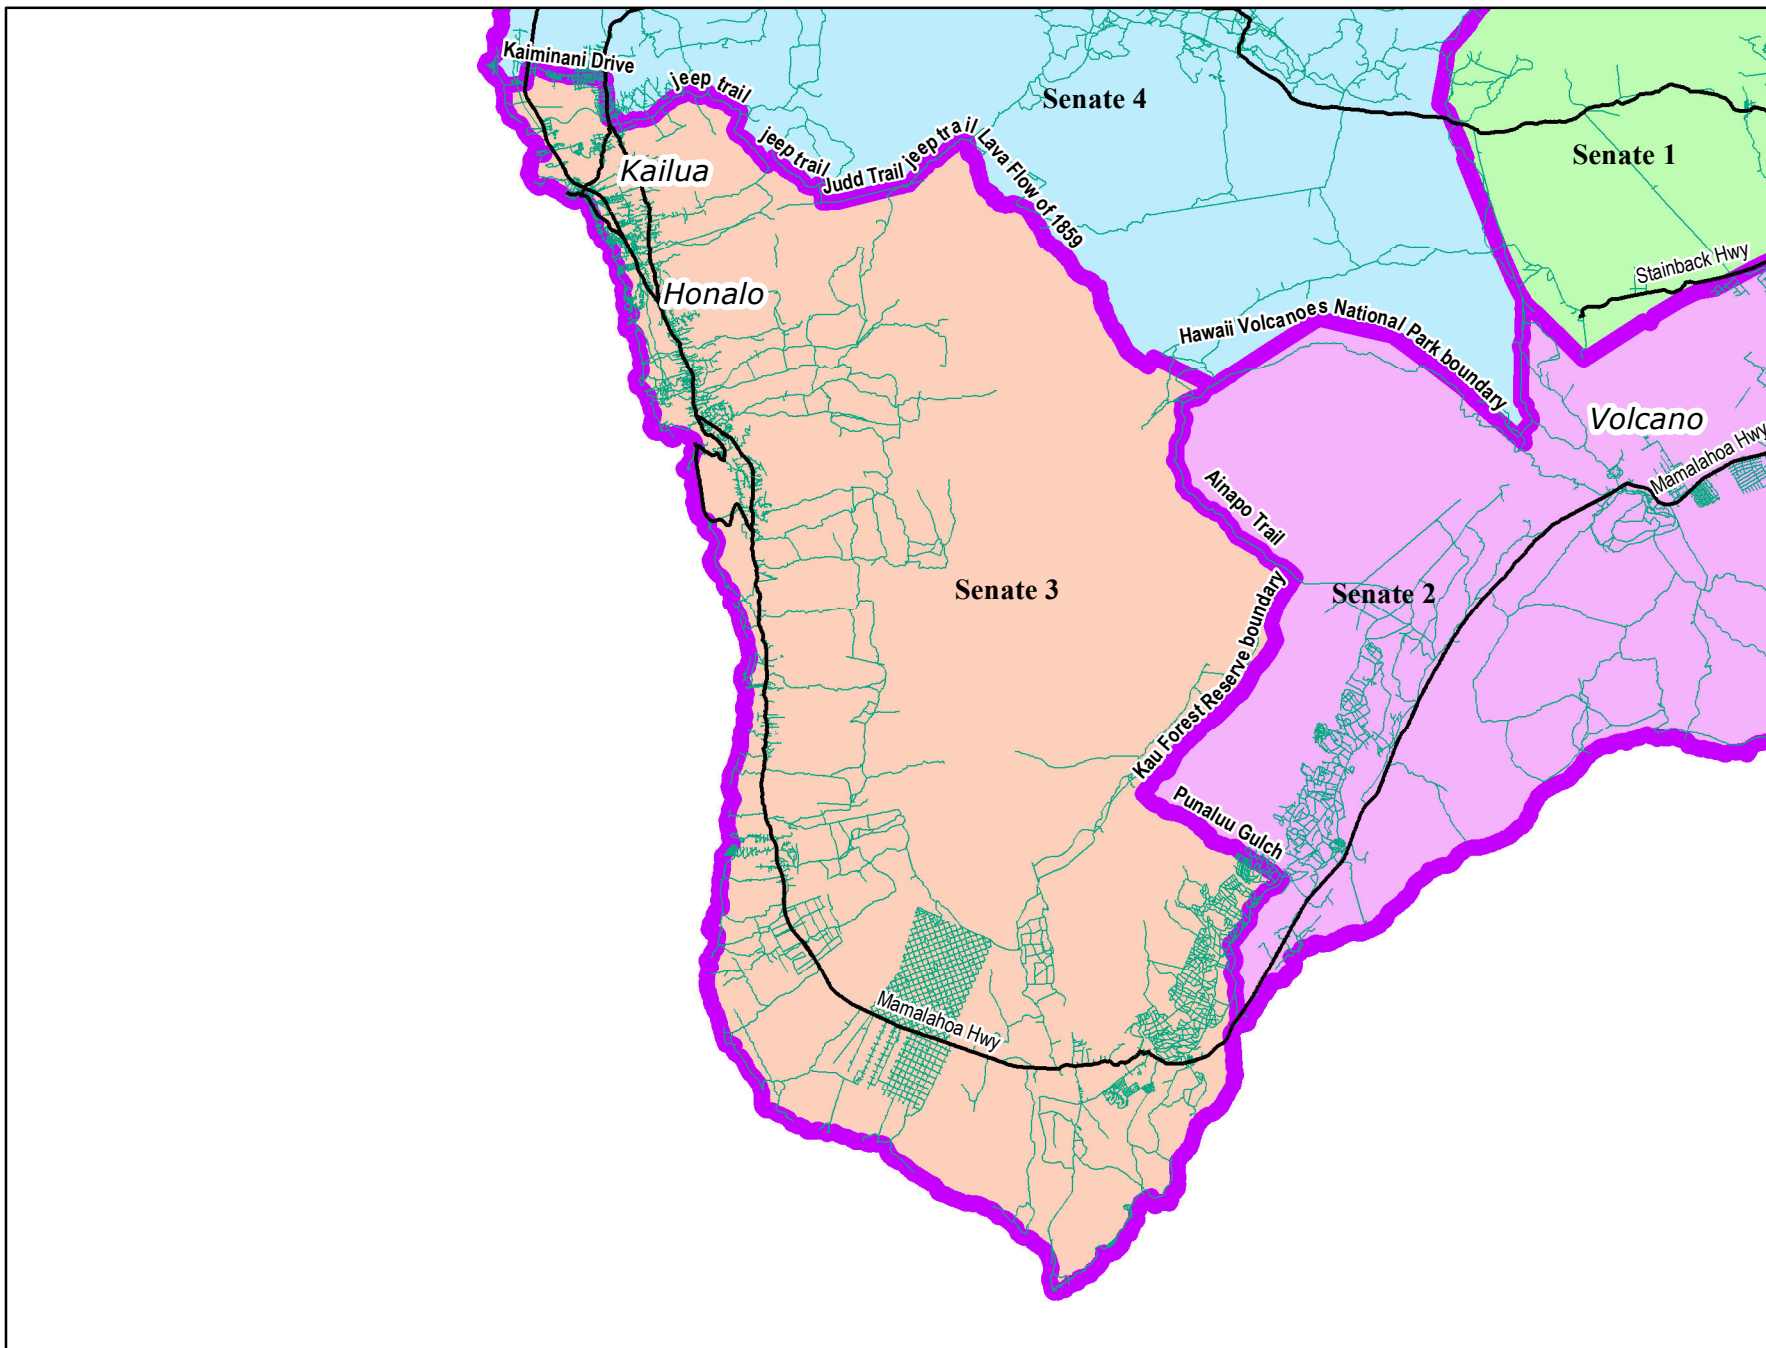 Kaiminani Drive
jeep trail
Senate 4
Senate 1
jeep trail
Judd Trail
jeep trail
Lava Flow of 1859
Kailua
Stainback Hwy
Honalo
Hawaii Volcanoes National Park boundary
Volcano
Mamalahoa Hwy
Ainapo Trail
Senate 3
Senate 2
Kau Forest Reserve boundary
Punaluu Gulch
Mamalahoa Hwy